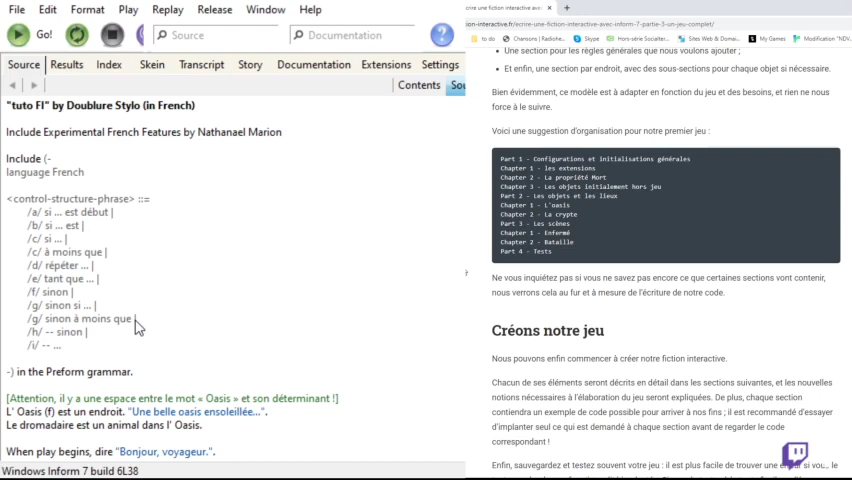 File Edit Format Play Replay Release Window Help
Go! Source Documentation
Source Results Index Skein Transcript Story Documentation Extensions Settings
Contents
"tuto FI" by Doublure Stylo (in French)
Include Experimental French Features by Nathanael Marion
Include (-
language French
<control-structure-phrase> ::=
/a/ si ... est début |
/b/ si ... est |
/c/ si ... |
/c/ à moins que |
/d/ répéter ... |
/e/ tant que ... |
/f/ sinon |
/g/ sinon si ... |
/g/ sinon à moins que |
/h/ -- sinon |
/i/ -- ...
-) in the Preform grammar.
[Attention, il y a une espace entre le mot « Oasis » et son déterminant !]
L' Oasis (f) est un endroit. "Une belle oasis ensoleillée...".
Le dromadaire est un animal dans l' Oasis.
When play begins, dire "Bonjour, voyageur.".
Windows Inform 7 build 6L38
ecrire une fiction interactive avec
ion-interactive.fr/ecrire-une-fiction-interactive-avec-inform-7-partie-3-un-jeu-complet/
to do Chansons | Skype Sites Web & My Games Modification "NDV
Une section pour les règles générales que nous voulons ajouter ;
Et enfin, une section par endroit, avec des sous-sections pour chaque objet si nécessaire.
Bien évidemment, ce modèle est à adapter en fonction du jeu et des besoins, et rien ne nous
force à le suivre.
Voici une suggestion d'organisation pour notre premier jeu :
Part 1 - Configurations et initialisations générales
Chapter 1 - les extensions
Chapter 2 - La propriété Mort
Chapter 3 - Les objets initialement hors jeu
Part 2 - Les objets et les lieux
Chapter 1 - L'oasis
Chapter 2 - La crypte
Part 3 - Les scènes
Chapter 1 - Enfermé
Chapter 2 - Bataille
Part 4 - Tests
Ne vous inquiétez pas si vous ne savez pas encore ce que certaines sections vont contenir,
nous verrons cela au fur et à mesure de l'écriture de notre code.
Créons notre jeu
Nous pouvons enfin commencer à créer notre fiction interactive.
Chacun de ses éléments seront décrits en détail dans les sections suivantes, et les nouvelles
notions nécessaires à l'élaboration du jeu seront expliquées. De plus, chaque section
contiendra un exemple de code possible pour arriver à nos fins ; il est recommandé d'essayer
d'implanter seul ce qui est demandé à chaque section avant de regarder le code
correspondant !
Enfin, sauvegardez et testez souvent votre jeu : il est plus facile de trouver une